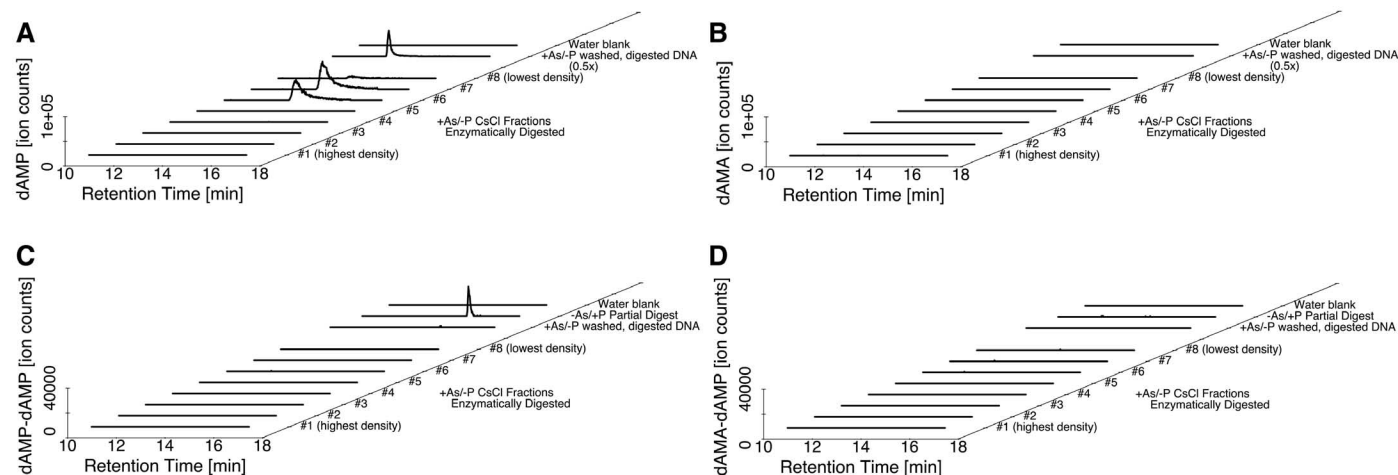 A
dAMP [ion counts]
1e+05
0
10 12 14 16 18
Retention Time [min]
Water blank
+As/-P washed, digested DNA
(0.5x)
#8 (lowest density)
#7
#6
#5
#4
#3
#2
#1 (highest density)
+As/-P CsCl Fractions
Enzymatically Digested
B
dAMA [ion counts]
1e+05
0
10 12 14 16 18
Retention Time [min]
Water blank
+As/-P washed, digested DNA
(0.5x)
#8 (lowest density)
#7
#6
#5
#4
#3
#2
#1 (highest density)
+As/-P CsCl Fractions
Enzymatically Digested
C
dAMP-dAMP [ion counts]
40000
0
10 12 14 16 18
Retention Time [min]
Water blank
-As/+P Partial Digest
+As/-P washed, digested DNA
#8 (lowest density)
#7
#6
#5
#4
#3
#2
#1 (highest density)
+As/-P CsCl Fractions
Enzymatically Digested
D
dAMA-dAMP [ion counts]
40000
0
10 12 14 16 18
Retention Time [min]
Water blank
-As/+P Partial Digest
+As/-P washed, digested DNA
#8 (lowest density)
#7
#6
#5
#4
#3
#2
#1 (highest density)
+As/-P CsCl Fractions
Enzymatically Digested